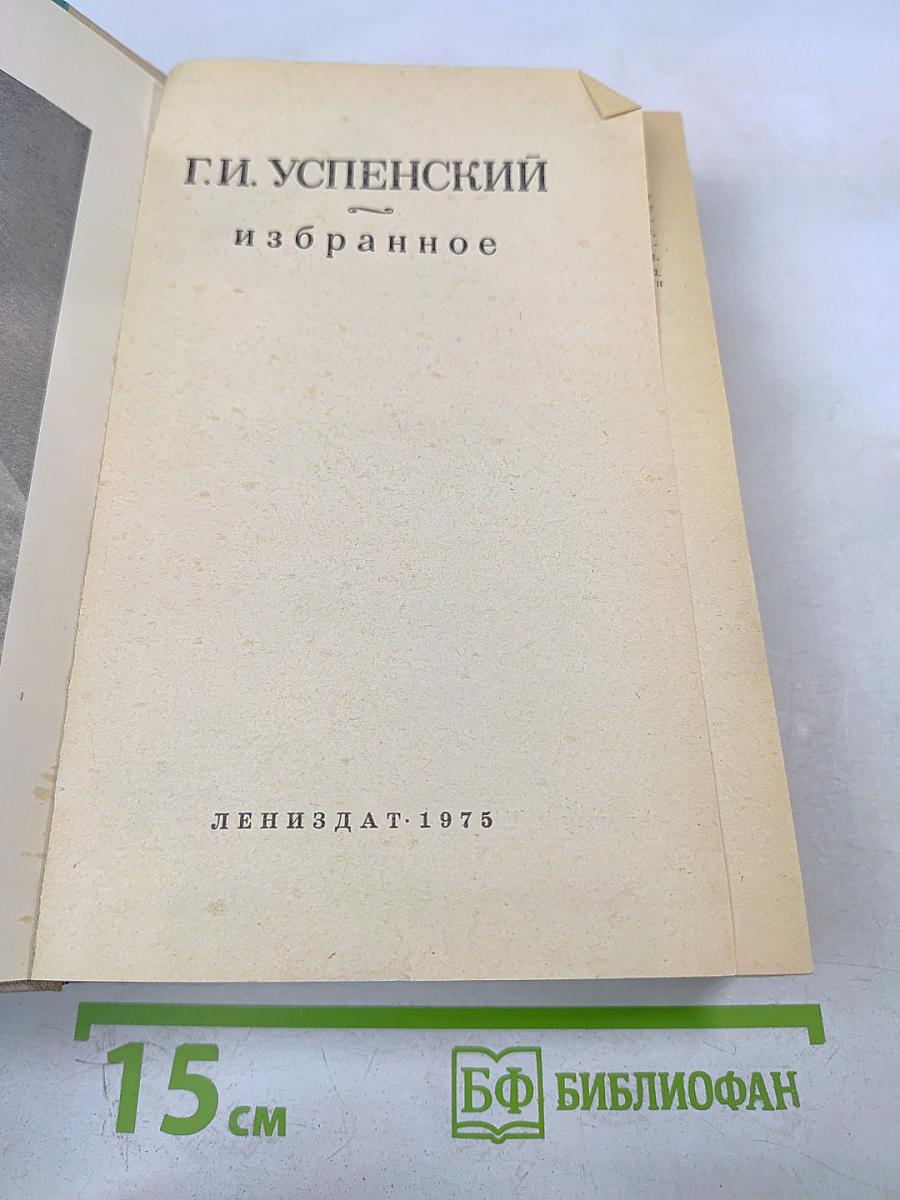 Г.И. УСПЕНСКИЙ
избранное
ЛЕНИЗДАТ·1975
15 см
БФ БИБЛИОФАН